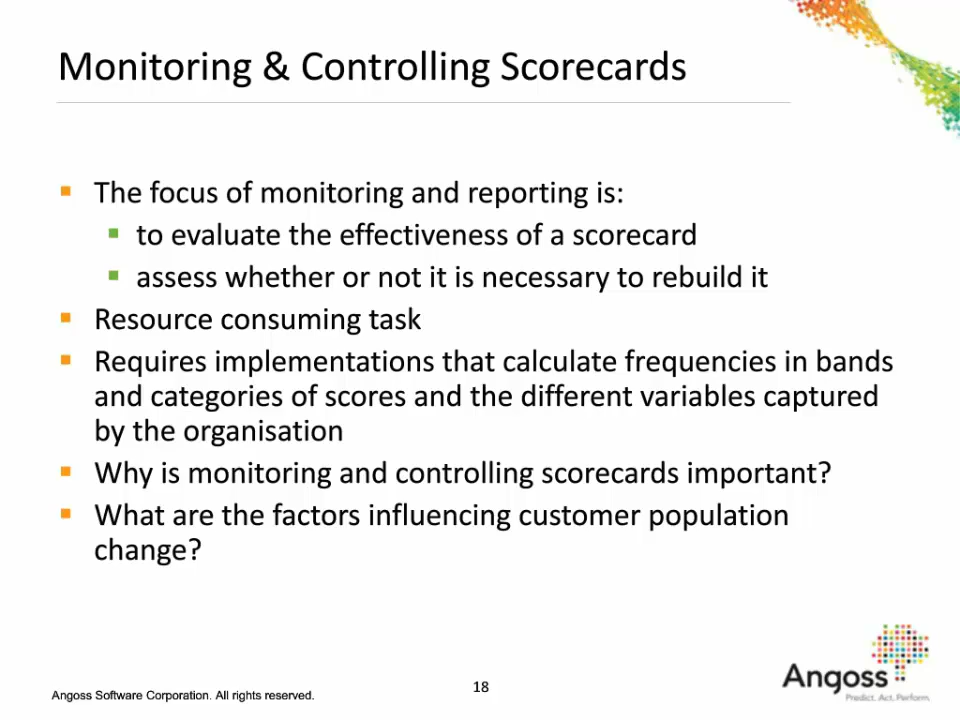 Monitoring & Controlling Scorecards
The focus of monitoring and reporting is:
to evaluate the effectiveness of a scorecard
assess whether or not it is necessary to rebuild it
Resource consuming task
Requires implementations that calculate frequencies in bands
and categories of scores and the different variables captured
by the organisation
Why is monitoring and controlling scorecards important?
What are the factors influencing customer population
change?
Angoss
Predict. Act. Perform.
18
Angoss Software Corporation. All rights reserved.